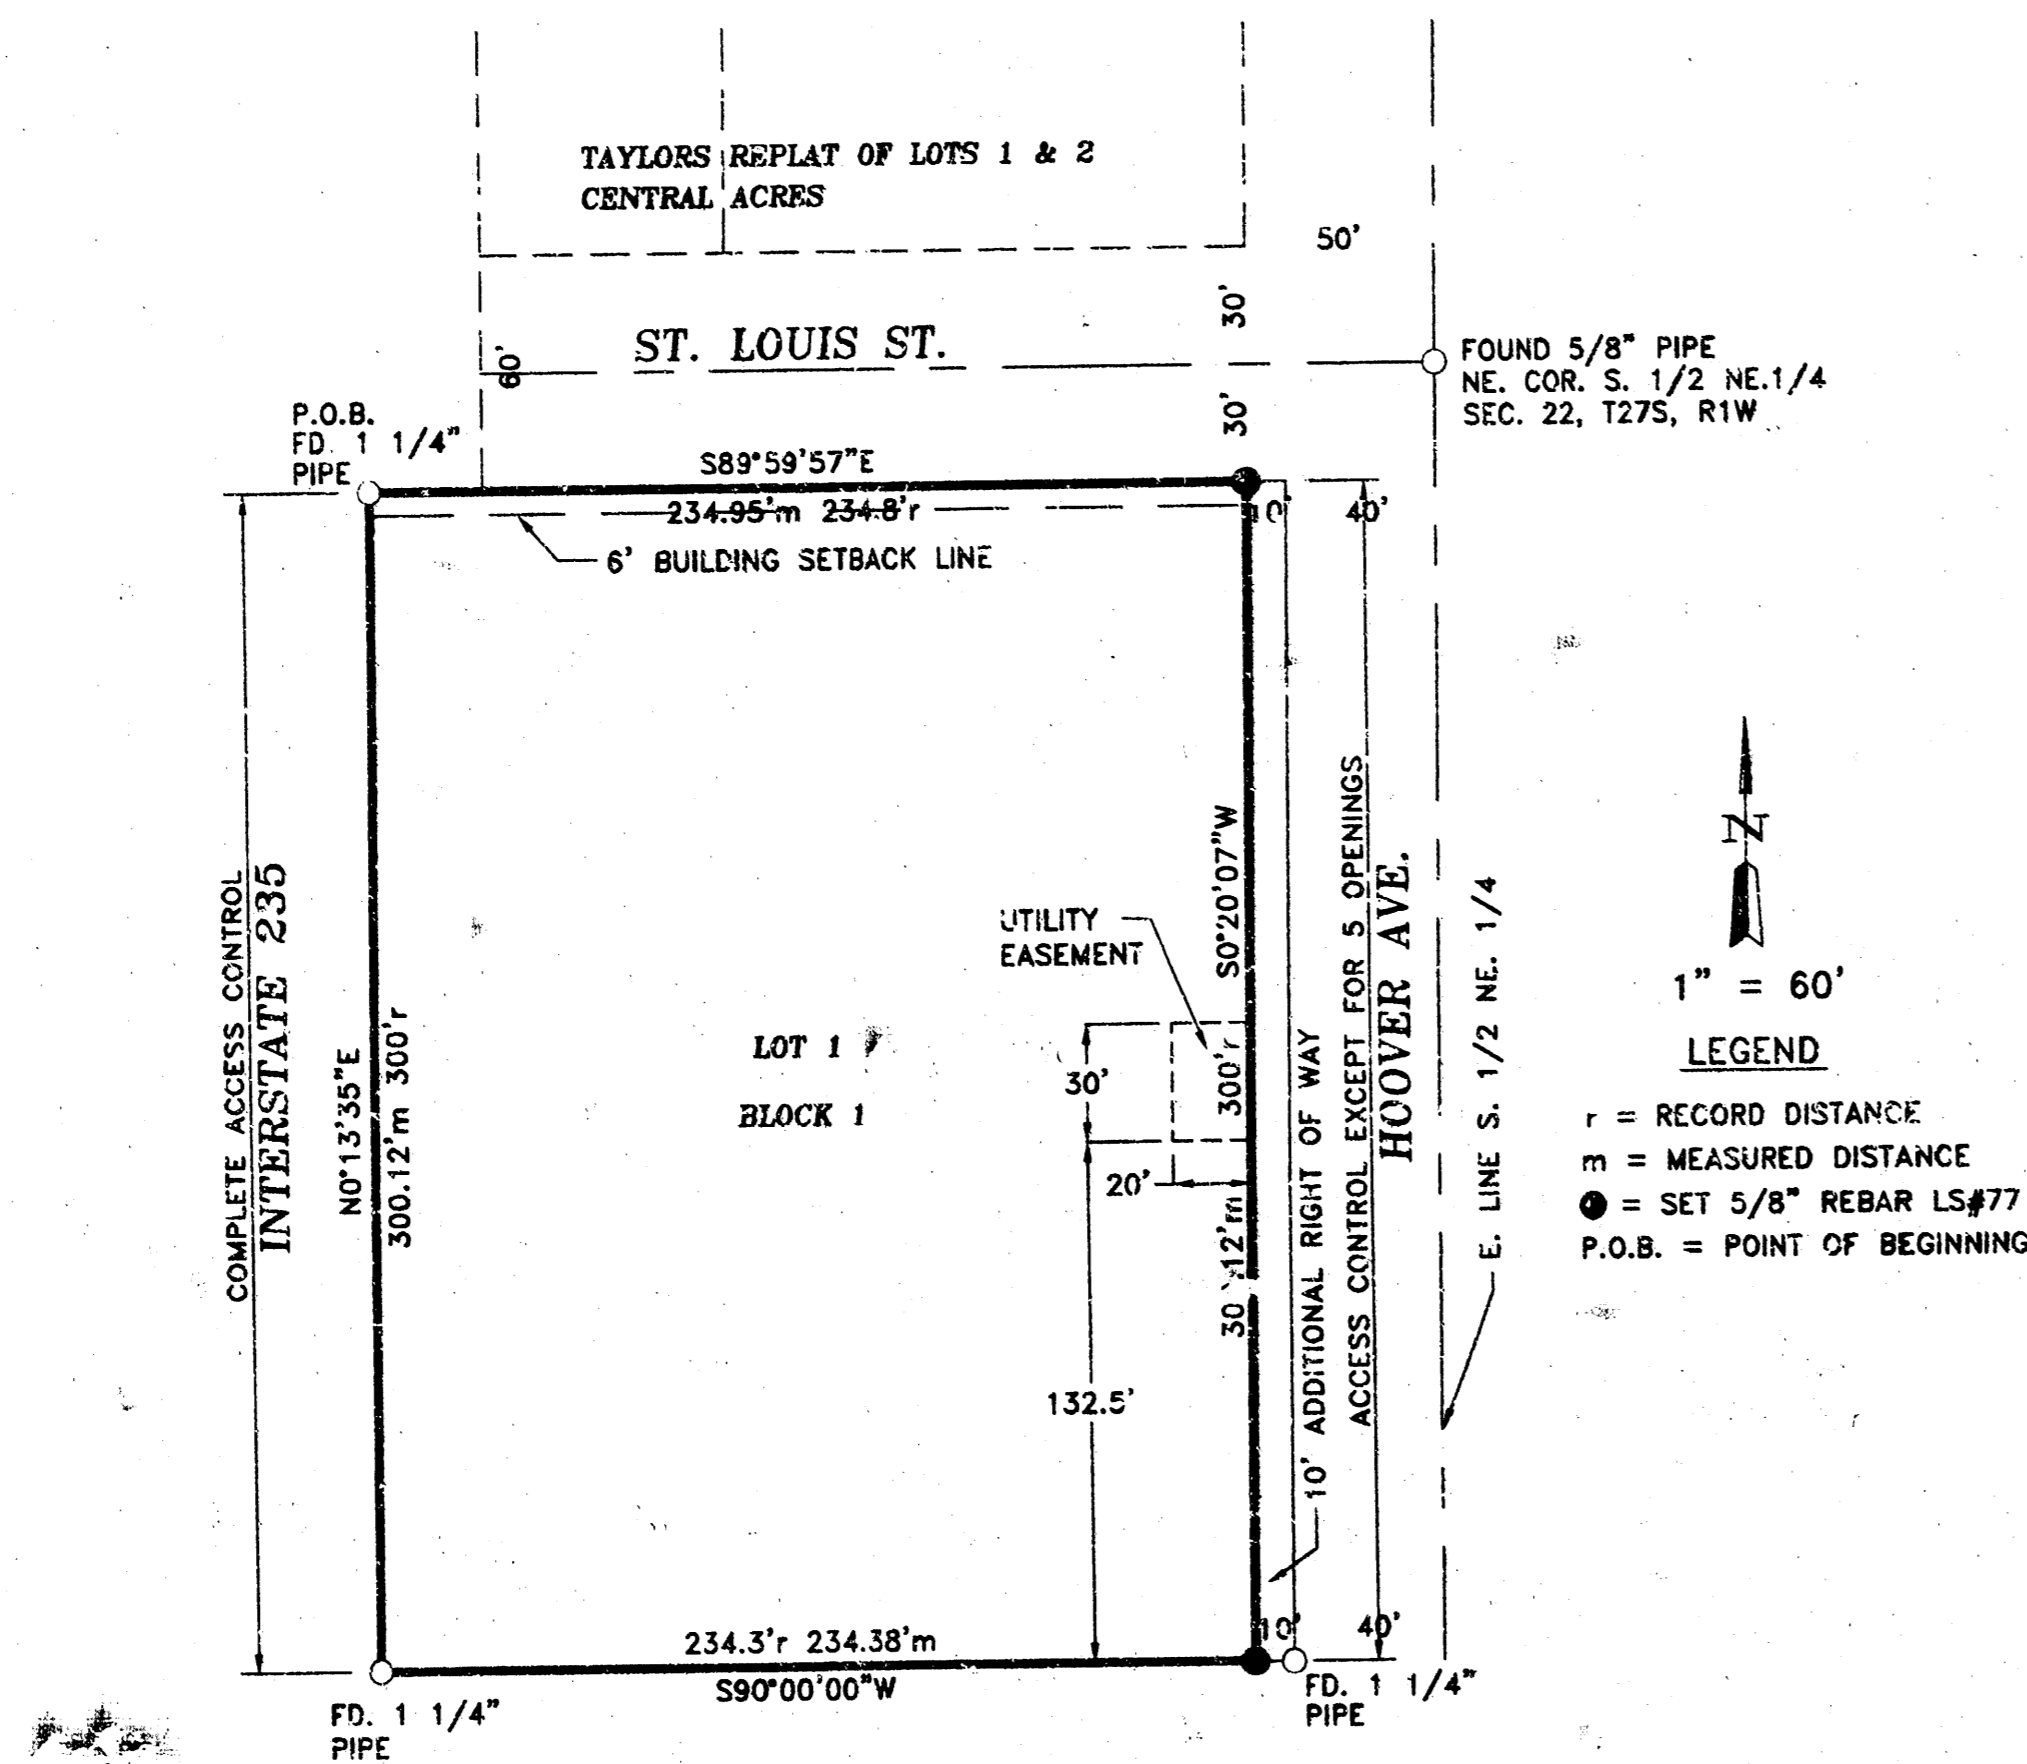 TAYLORS REPLAT OF LOTS 1 & 2
CENTRAL ACRES
50'
30'
ST. LOUIS ST.
60'
FOUND 5/8" PIPE
NE. COR. S. 1/2 NE.1/4
SEC. 22, T27S, R1W
30'
P.O.B.
FD. 1 1/4"
PIPE
S89°59'57"E
234.95'm 234.8'r
10'
40'
6' BUILDING SETBACK LINE
COMPLETE ACCESS CONTROL
INTERSTATE 235
N0°13'35"E
300.12'm 300'r
LOT 1
BLOCK 1
UTILITY
EASEMENT
30'
20'
132.5'
S0°20'07"W
300'r
30 .12'm
10' ADDITIONAL RIGHT OF WAY
ACCESS CONTROL EXCEPT FOR 5 OPENINGS
HOOVER AVE.
E. LINE S. 1/2 NE. 1/4
N
1" = 60'
LEGEND
r = RECORD DISTANCE
m = MEASURED DISTANCE
= SET 5/8" REBAR LS#77
P.O.B. = POINT OF BEGINNING
234.3'r 234.38'm
S90°00'00"W
10'
40'
FD. 1 1/4"
PIPE
FD. 1 1/4"
PIPE